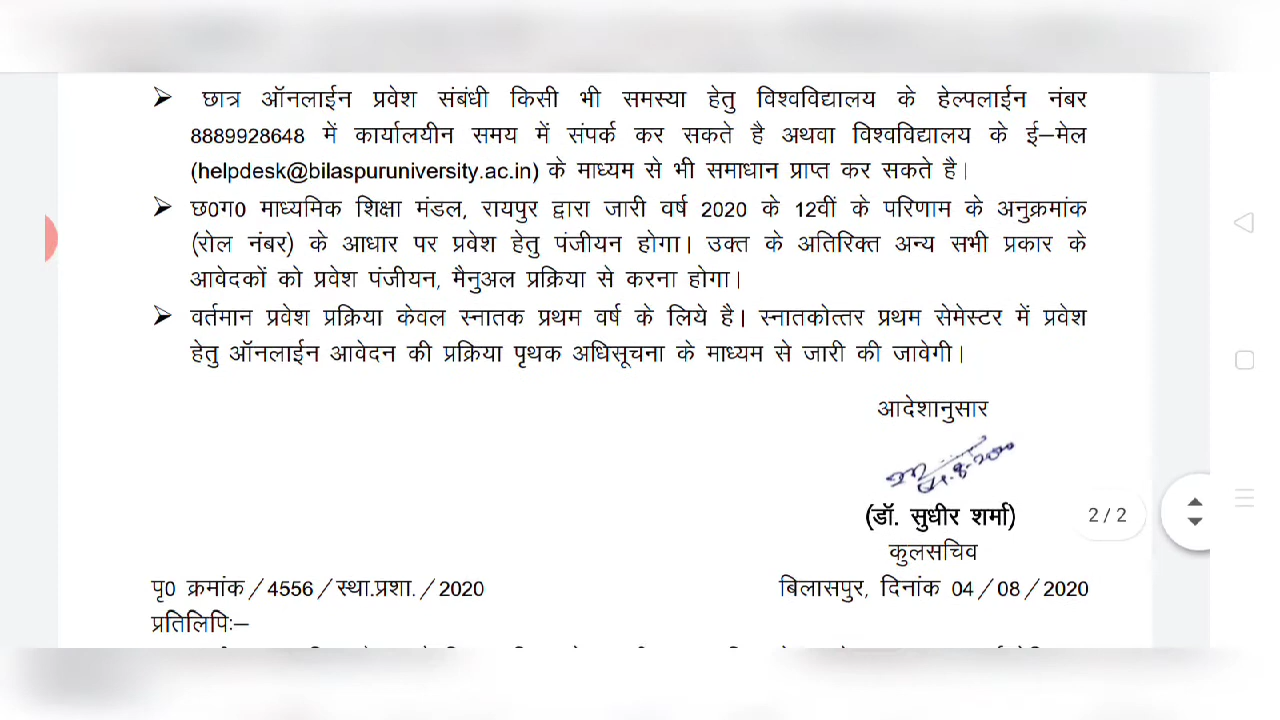 ➢ छात्र ऑनलाईन प्रवेश संबंधी किसी भी समस्या हेतु विश्वविद्यालय के हेल्पलाईन नंबर
8889928648 में कार्यालयीन समय में संपर्क कर सकते है अथवा विश्वविद्यालय के ई–मेल
(helpdesk@bilaspuruniversity.ac.in) के माध्यम से भी समाधान प्राप्त कर सकते है।
➢ छ0ग0 माध्यमिक शिक्षा मंडल, रायपुर द्वारा जारी वर्ष 2020 के 12वीं के परिणाम के अनुक्रमांक
(रोल नंबर) के आधार पर प्रवेश हेतु पंजीयन होगा। उक्त के अतिरिक्त अन्य सभी प्रकार के
आवेदकों को प्रवेश पंजीयन, मैनुअल प्रक्रिया से करना होगा।
➢ वर्तमान प्रवेश प्रक्रिया केवल स्नातक प्रथम वर्ष के लिये है। स्नातकोत्तर प्रथम सेमेस्टर में प्रवेश
हेतु ऑनलाईन आवेदन की प्रक्रिया पृथक अधिसूचना के माध्यम से जारी की जावेगी।
आदेशानुसार
(डॉ. सुधीर शर्मा)
2/2
कुलसचिव
पृ0 क्रमांक/4556/स्था.प्रशा./2020 बिलासपुर, दिनांक 04/08/2020
प्रतिलिपिः–